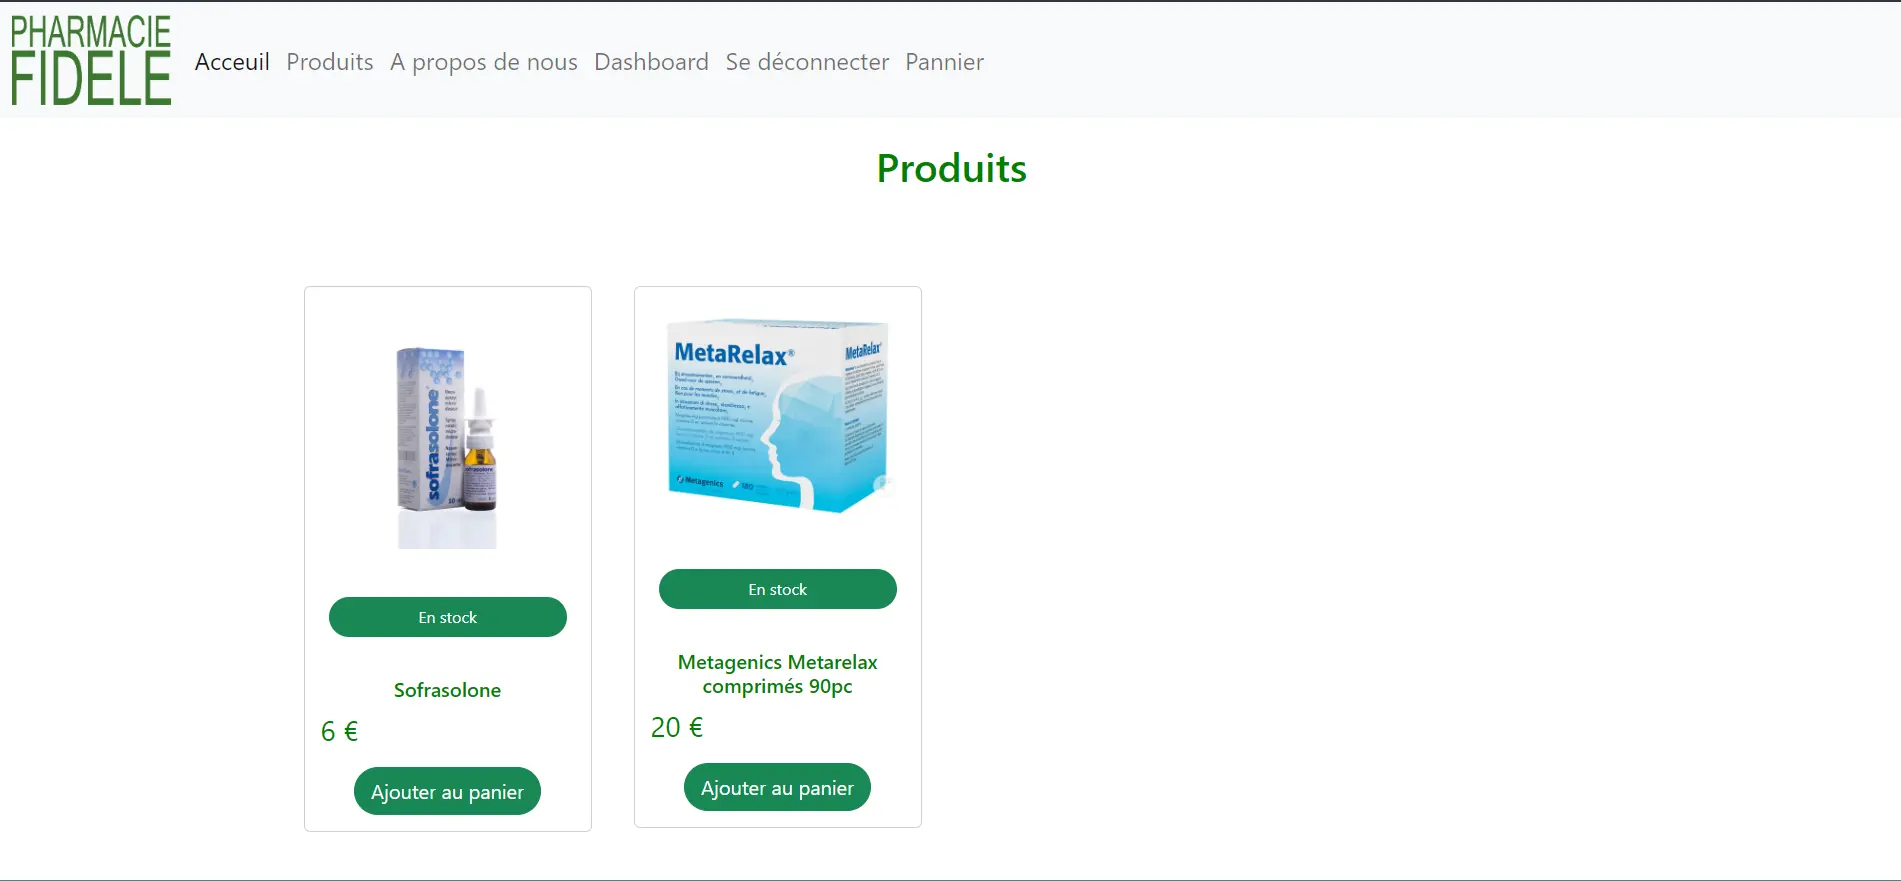 PHARMACIE
FIDELE
Acceuil Produits A propos de nous Dashboard Se déconnecter Pannier
Produits
sofrasolone
sofrasolone
En stock
Sofrasolone
6 €
Ajouter au panier
MetaRelax®
MetaRelax®
Metagenics
En stock
Metagenics Metarelax
comprimés 90pc
20 €
Ajouter au panier